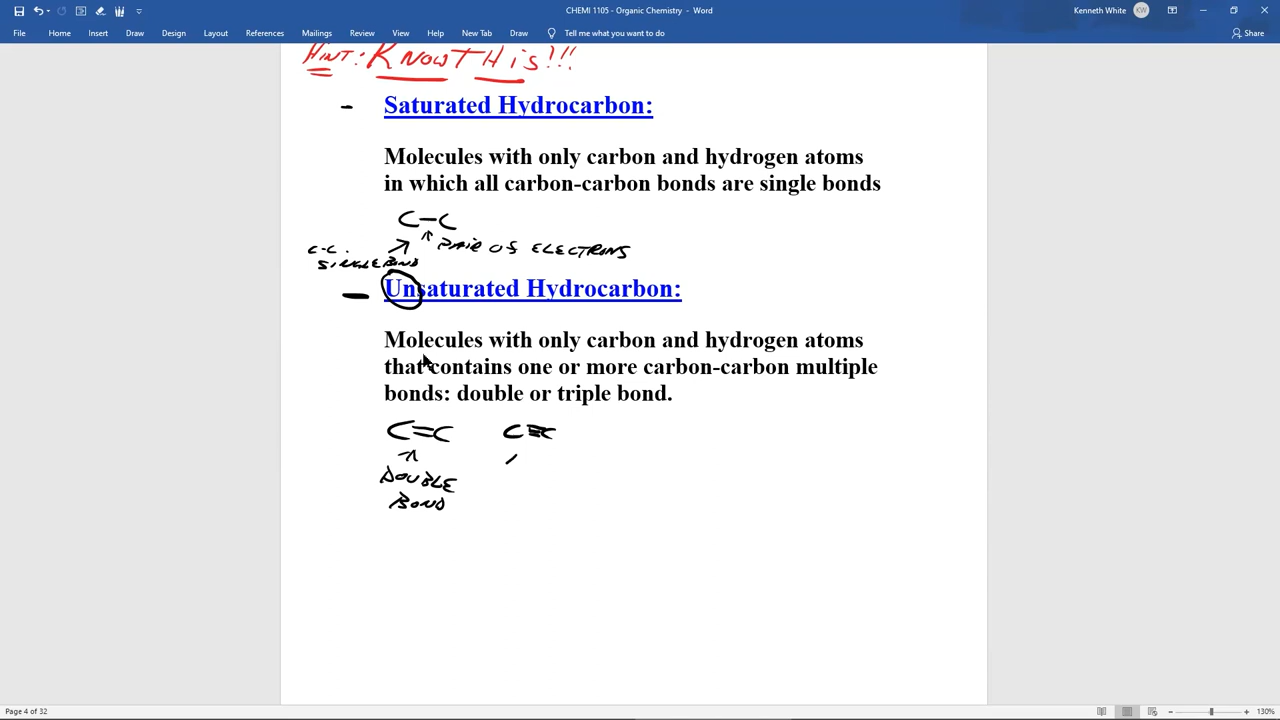 CHEMI 1105 - Organic Chemistry - Word
Kenneth White KW
File Home Insert Draw Design Layout References Mailings Review View Help New Tab Draw Tell me what you want to do Share
HINT: KNOW THIS!!!
- Saturated Hydrocarbon:
Molecules with only carbon and hydrogen atoms
in which all carbon-carbon bonds are single bonds
C-C
C-C. PAIR OF ELECTRONS
SINGLE BOND
- Unsaturated Hydrocarbon:
Molecules with only carbon and hydrogen atoms
that contains one or more carbon-carbon multiple
bonds: double or triple bond.
C=C C≡C
DOUBLE
BOND
Page 4 of 32 130%